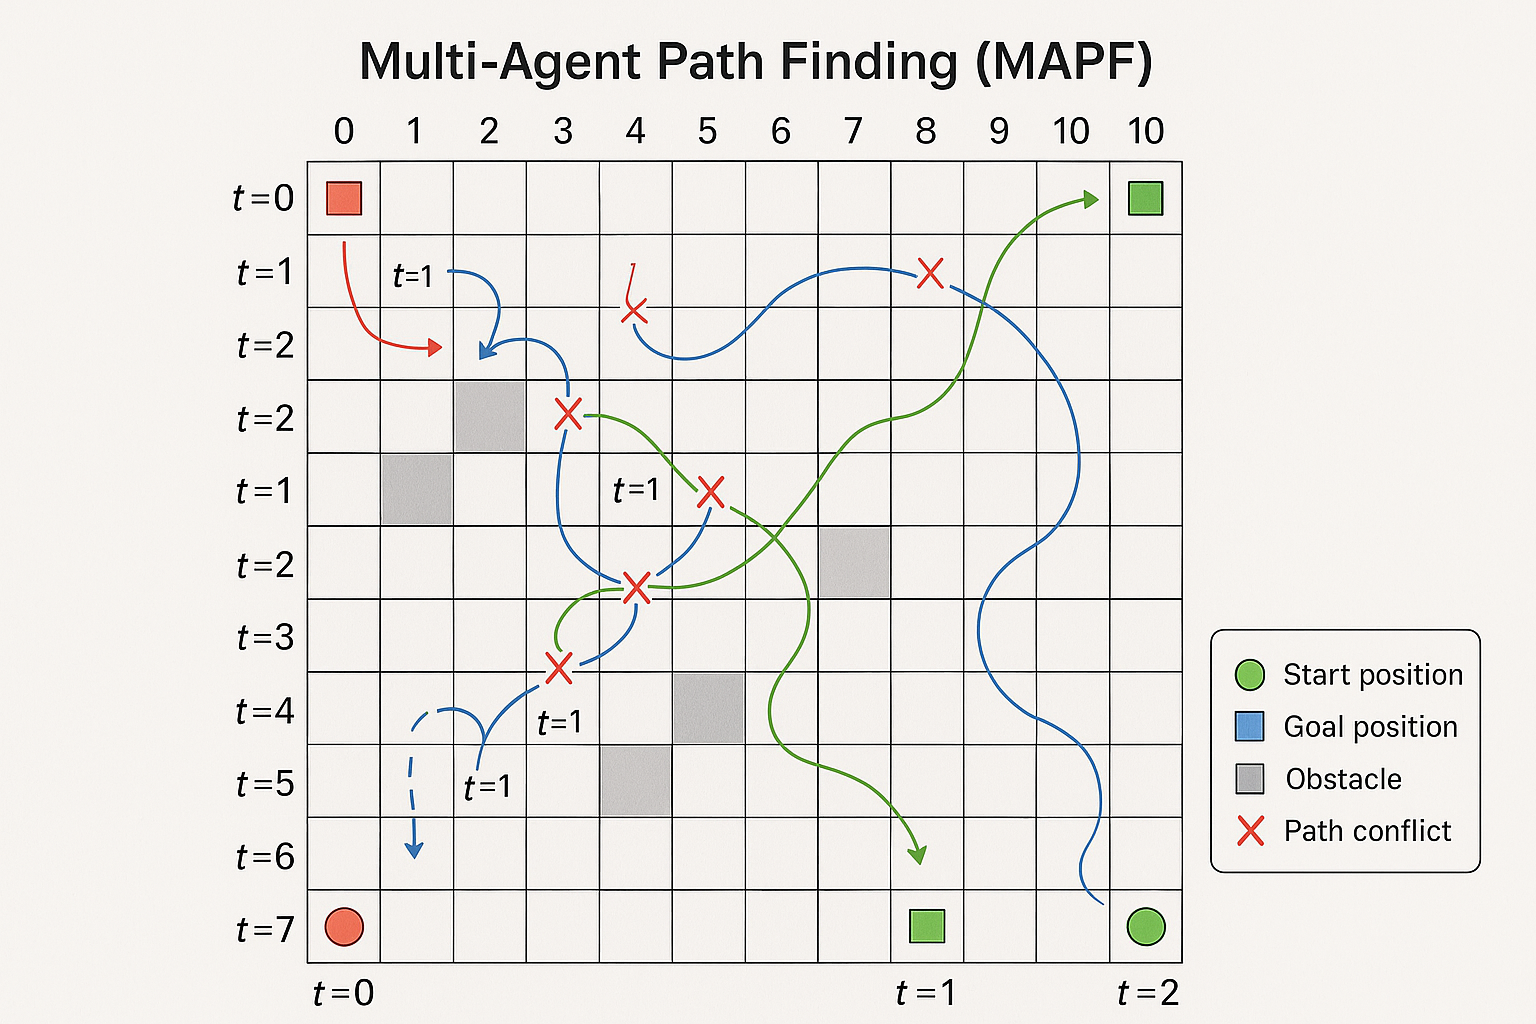 Multi-Agent Path Finding (MAPF)
0 1 2 3 4 5 6 7 8 9 10 10
t=0
t=1 t=1
t=2
t=2
t=1 t=1
t=2
t=3
t=4 t=1
t=5 t=1
t=6
t=7
t=0 t=1 t=2
Start position
Goal position
Obstacle
Path conflict